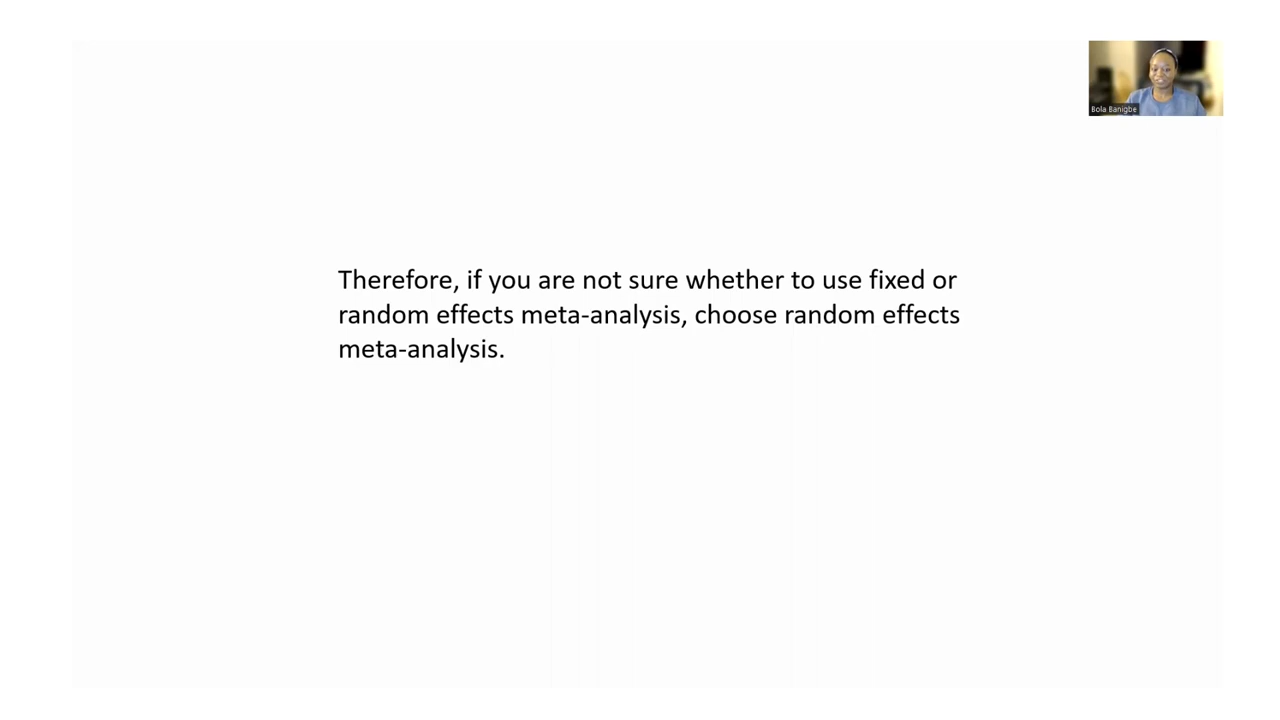 Bola Banigbe
Therefore, if you are not sure whether to use fixed or
random effects meta-analysis, choose random effects
meta-analysis.